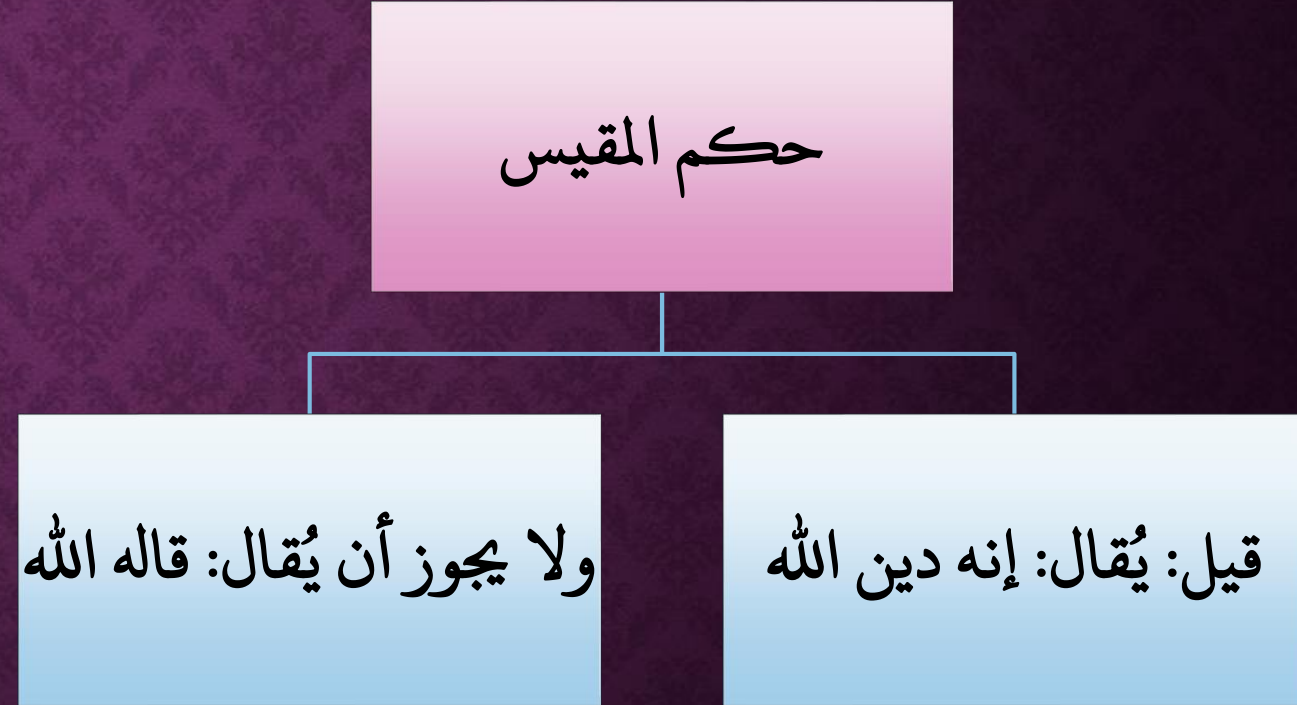 حكم المقيس
قيل: يُقال: إنه دين الله
ولا يجوز أن يُقال: قاله الله